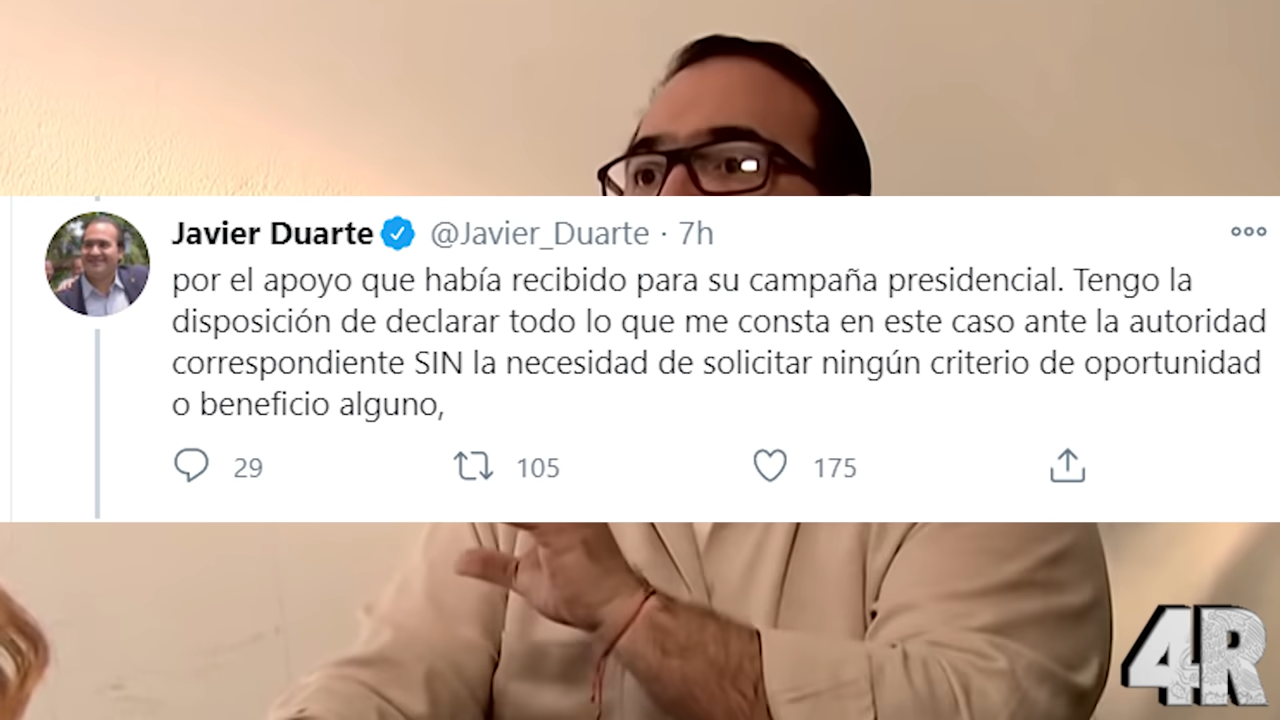 Javier Duarte @Javier_Duarte · 7h
por el apoyo que había recibido para su campaña presidencial. Tengo la
disposición de declarar todo lo que me consta en este caso ante la autoridad
correspondiente SIN la necesidad de solicitar ningún criterio de oportunidad
o beneficio alguno,
29 105 175
4R